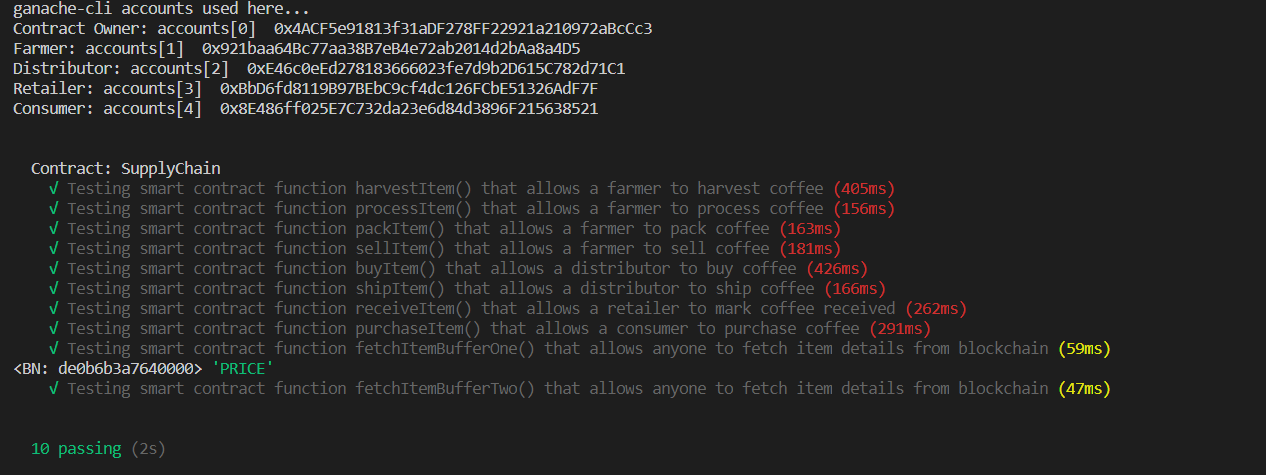 ganache-cli accounts used here...
Contract Owner: accounts[0]  0x4ACF5e91813f31aDF278FF22921a210972aBcCc3
Farmer: accounts[1]  0x921baa64Bc77aa38B7eB4e72ab2014d2bAa8a4D5
Distributor: accounts[2]  0xE46c0eEd278183666023fe7d9b2D615C782d71C1
Retailer: accounts[3]  0xBbD6fd8119B97BEbC9cf4dc126FCbE51326AdF7F
Consumer: accounts[4]  0x8E486ff025E7C732da23e6d84d3896F215638521
Contract: SupplyChain
√ Testing smart contract function harvestItem() that allows a farmer to harvest coffee (405ms)
√ Testing smart contract function processItem() that allows a farmer to process coffee (156ms)
√ Testing smart contract function packItem() that allows a farmer to pack coffee (163ms)
√ Testing smart contract function sellItem() that allows a farmer to sell coffee (181ms)
√ Testing smart contract function buyItem() that allows a distributor to buy coffee (426ms)
√ Testing smart contract function shipItem() that allows a distributor to ship coffee (166ms)
√ Testing smart contract function receiveItem() that allows a retailer to mark coffee received (262ms)
√ Testing smart contract function purchaseItem() that allows a consumer to purchase coffee (291ms)
√ Testing smart contract function fetchItemBufferOne() that allows anyone to fetch item details from blockchain (59ms)
<BN: de0b6b3a7640000> 'PRICE'
√ Testing smart contract function fetchItemBufferTwo() that allows anyone to fetch item details from blockchain (47ms)
10 passing (2s)